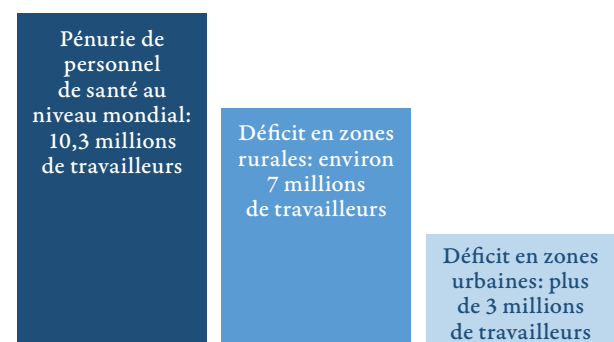 Pénurie de
personnel
de santé au
niveau mondial:
10,3 millions
de travailleurs
Déficit en zones
rurales: environ
7 millions
de travailleurs
Déficit en zones
urbaines: plus
de 3 millions
de travailleurs